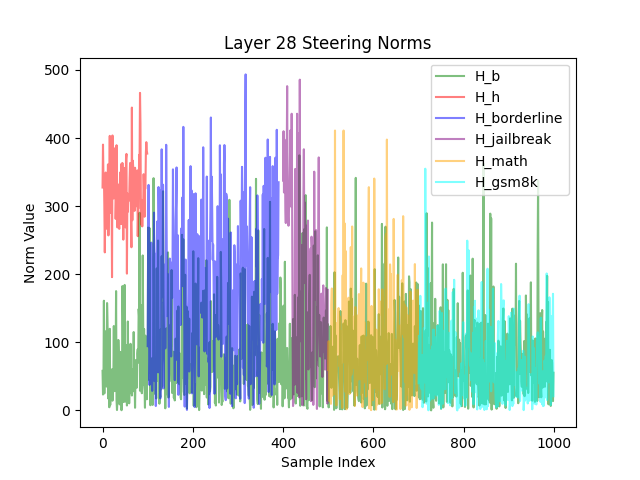 Layer 28 Steering Norms
Norm Value
500
400
300
200
100
0
H_b
H_h
H_borderline
H_jailbreak
H_math
H_gsm8k
0 200 400 600 800 1000
Sample Index